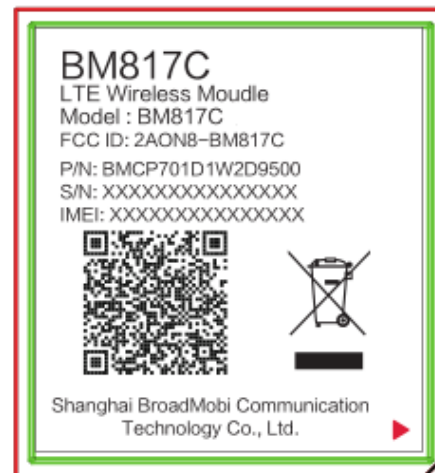 BM817C
LTE Wireless Moudle
Model : BM817C
FCC ID: 2AON8-BM817C
P/N: BMCP701D1W2D9500
S/N: XXXXXXXXXXXXXXX
IMEI: XXXXXXXXXXXXXXX
Shanghai BroadMobi Communication
Technology Co., Ltd.